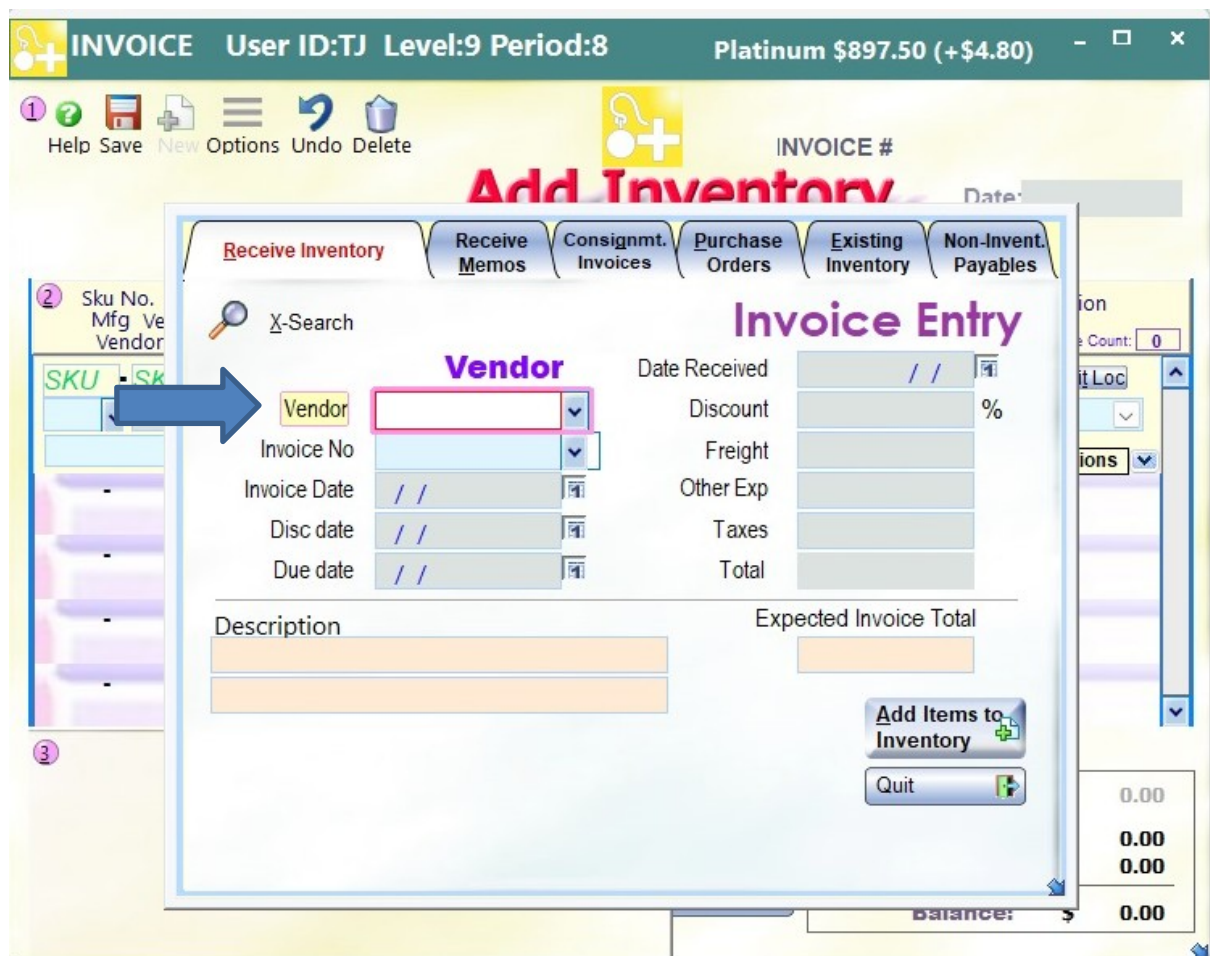 INVOICE User ID:TJ Level:9 Period:8 Platinum $897.50 (+$4.80)
1
Help Save New Options Undo Delete
INVOICE #
Add Inventory
Date:
Receive Inventory
Receive Memos
Consignmt. Invoices
Purchase Orders
Existing Inventory
Non-Invent. Payables
2 Sku No.
Mfg
Vendor
Count: 0
SKU
Loc
X-Search
Invoice Entry
Vendor
Vendor
Invoice No
Invoice Date / /
Disc date / /
Due date / /
Date Received / /
Discount %
Freight
Other Exp
Taxes
Total
Description
Expected Invoice Total
Add Items to
Inventory
Quit
3
0.00
0.00
0.00
Balance: $ 0.00